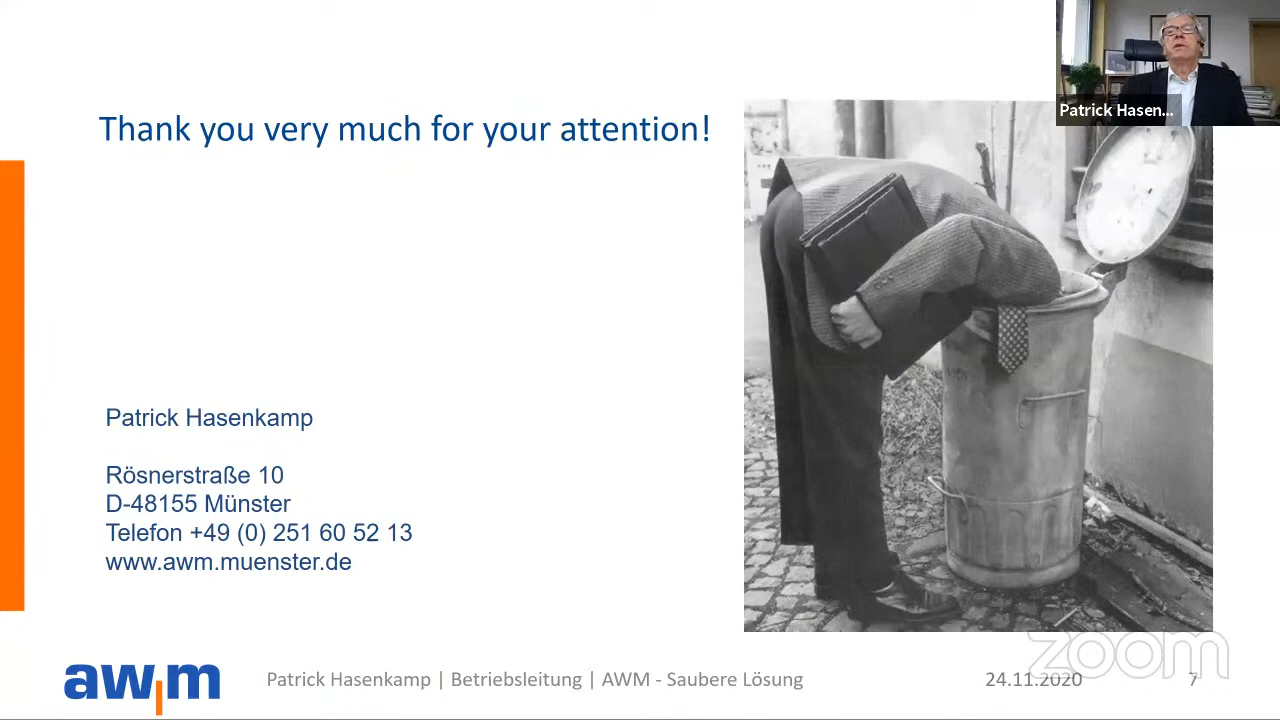 Patrick Hasen...
Thank you very much for your attention!
Patrick Hasenkamp
Rösnerstraße 10
D-48155 Münster
Telefon +49 (0) 251 60 52 13
www.awm.muenster.de
awm
Patrick Hasenkamp | Betriebsleitung | AWM - Saubere Lösung
24.11.2020
7
zoom